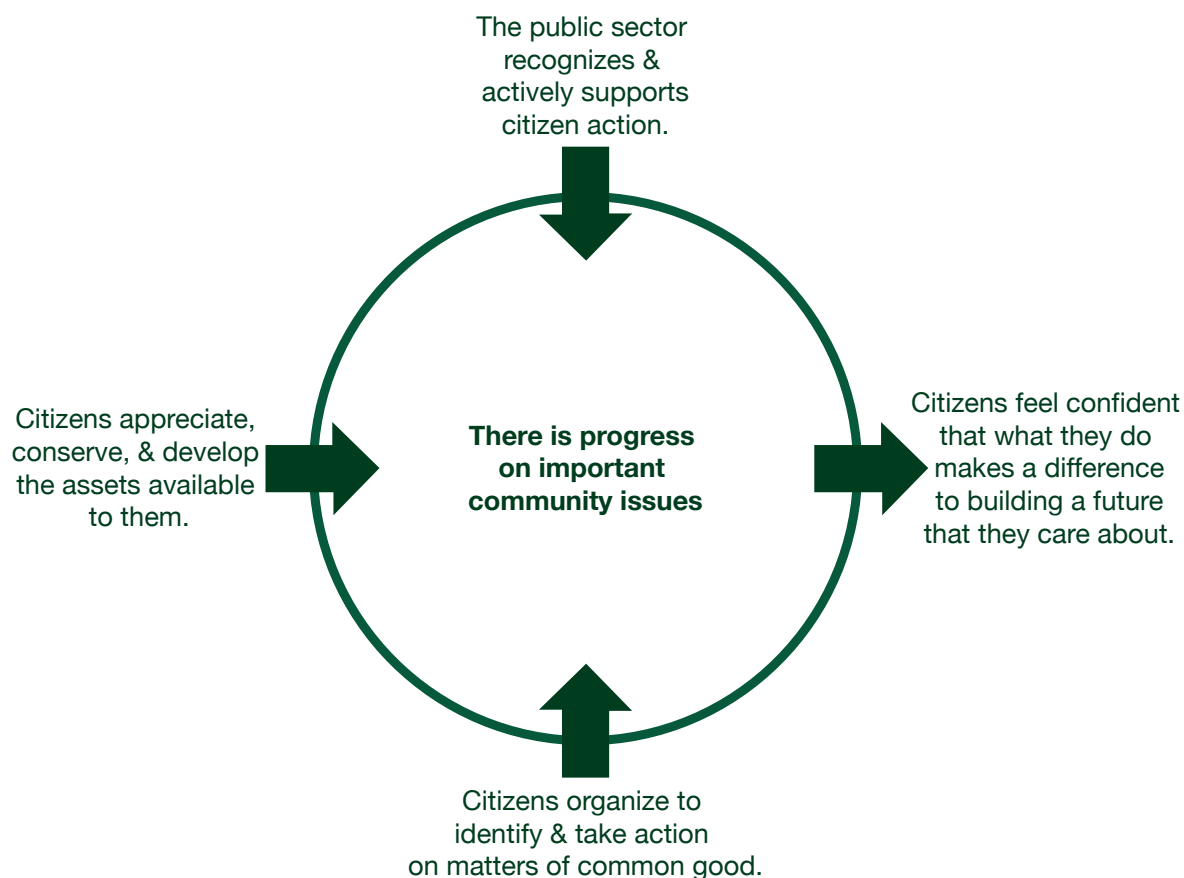 The public sector
recognizes &
actively supports
citizen action.
Citizens appreciate,
conserve, & develop
the assets available
to them.
There is progress
on important
community issues
Citizens feel confident
that what they do
makes a difference
to building a future
that they care about.
Citizens organize to
identify & take action
on matters of common good.